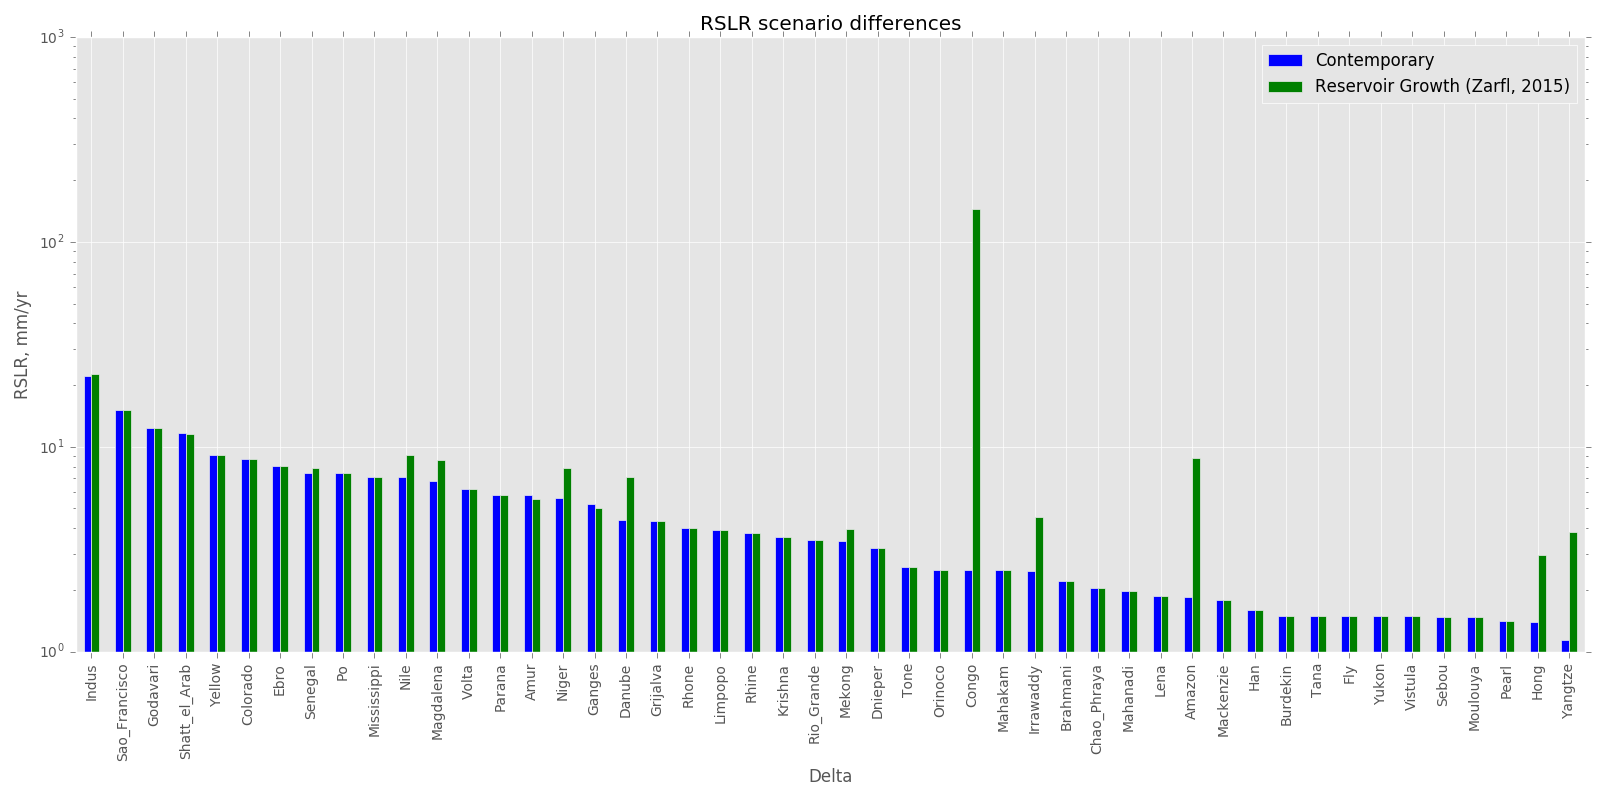 RSLR scenario differences
10³
10²
10¹
10⁰
RSLR, mm/yr
Contemporary
Reservoir Growth (Zarfl, 2015)
Indus
Sao_Francisco
Godavari
Shatt_el_Arab
Yellow
Colorado
Ebro
Senegal
Po
Mississippi
Nile
Magdalena
Volta
Parana
Amur
Niger
Ganges
Danube
Grijalva
Rhone
Limpopo
Rhine
Krishna
Rio_Grande
Mekong
Dnieper
Tone
Orinoco
Congo
Mahakam
Irrawaddy
Brahmani
Chao_Phraya
Mahanadi
Lena
Amazon
Mackenzie
Han
Burdekin
Tana
Fly
Yukon
Vistula
Sebou
Moulouya
Pearl
Hong
Yangtze
Delta